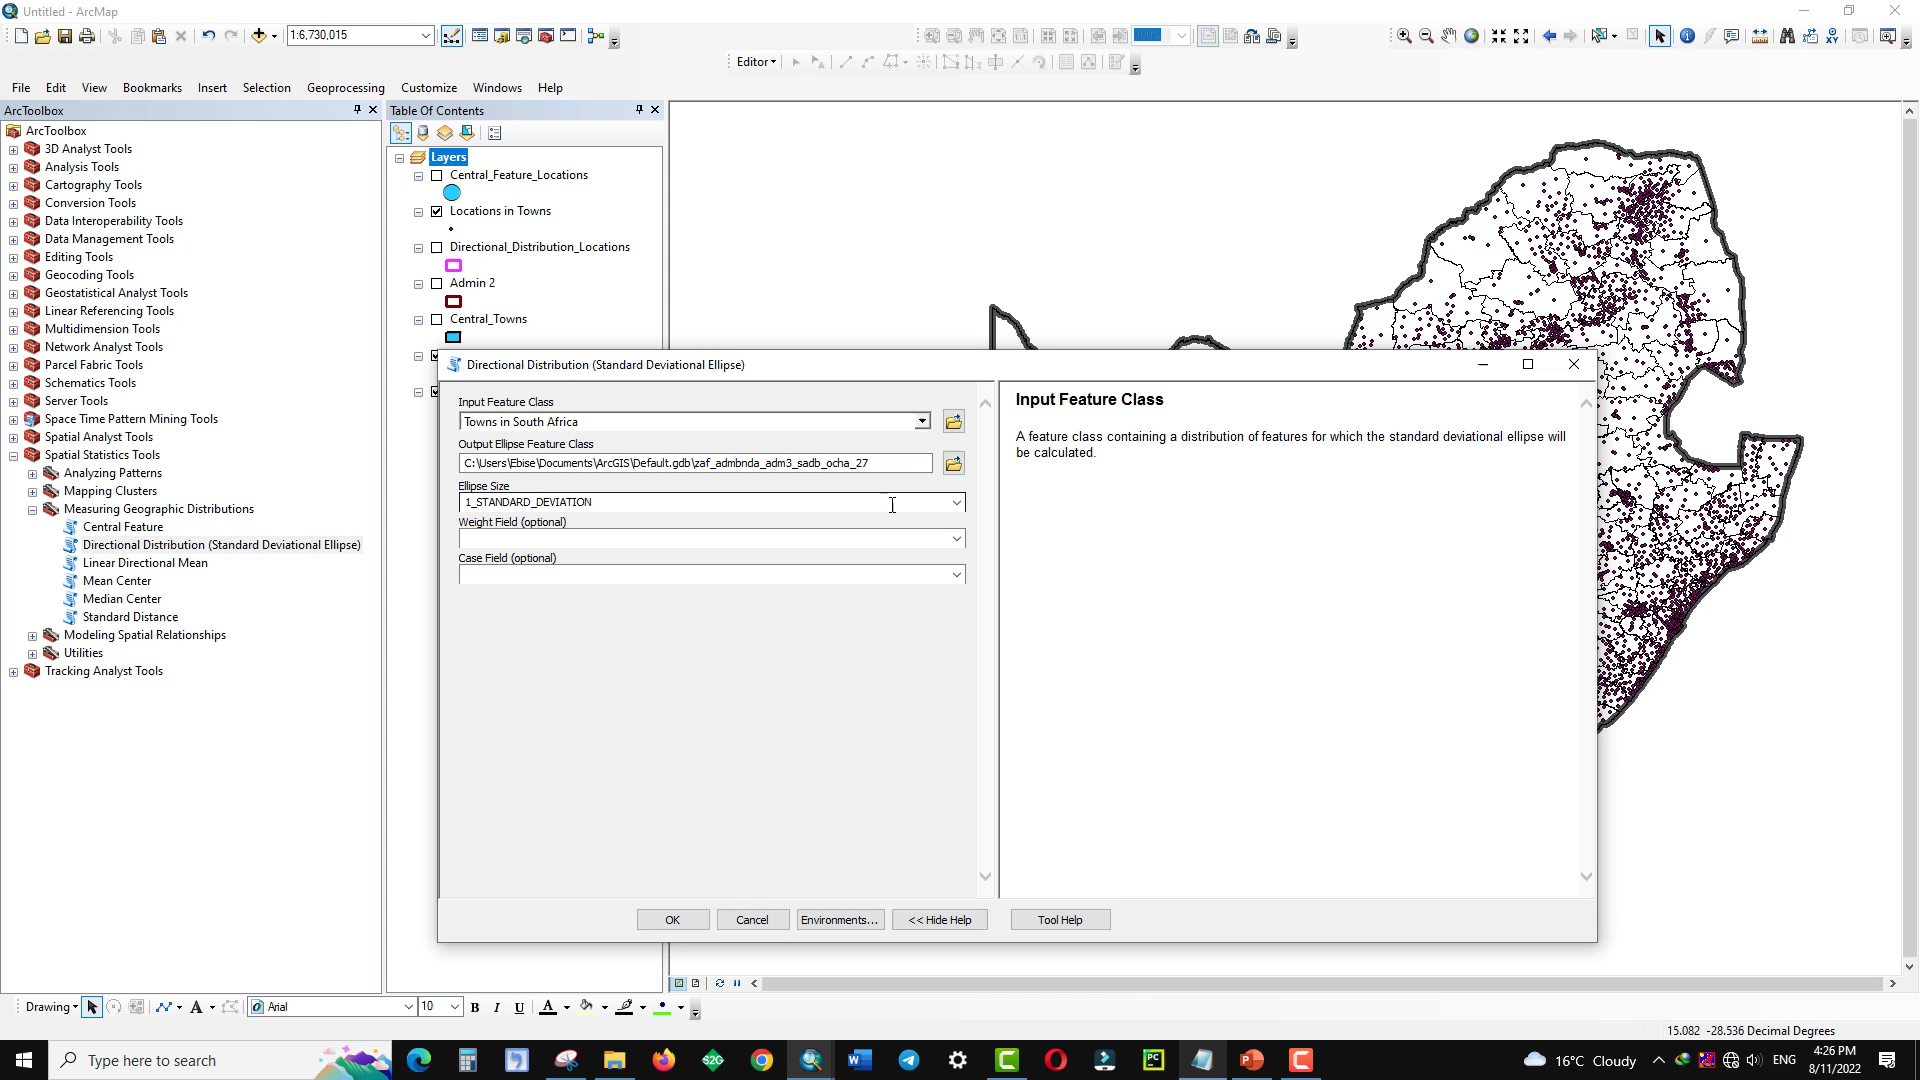 Untitled - ArcMap
1:6,730,015
100%
Editor
File Edit View Bookmarks Insert Selection Geoprocessing Customize Windows Help
ArcToolbox
ArcToolbox
3D Analyst Tools
Analysis Tools
Cartography Tools
Conversion Tools
Data Interoperability Tools
Data Management Tools
Editing Tools
Geocoding Tools
Geostatistical Analyst Tools
Linear Referencing Tools
Multidimension Tools
Network Analyst Tools
Parcel Fabric Tools
Schematics Tools
Server Tools
Space Time Pattern Mining Tools
Spatial Analyst Tools
Spatial Statistics Tools
Analyzing Patterns
Mapping Clusters
Measuring Geographic Distributions
Central Feature
Directional Distribution (Standard Deviational Ellipse)
Linear Directional Mean
Mean Center
Median Center
Standard Distance
Modeling Spatial Relationships
Utilities
Tracking Analyst Tools
Table Of Contents
Layers
Central_Feature_Locations
Locations in Towns
Directional_Distribution_Locations
Admin 2
Central_Towns
Directional Distribution (Standard Deviational Ellipse)
Input Feature Class
Towns in South Africa
Output Ellipse Feature Class
C:\Users\Ebise\Documents\ArcGIS\Default.gdb\zaf_admbnda_adm3_sadb_ocha_27
Ellipse Size
1_STANDARD_DEVIATION
Weight Field (optional)
Case Field (optional)
Input Feature Class
A feature class containing a distribution of features for which the standard deviational ellipse will
be calculated.
OK
Cancel
Environments...
<< Hide Help
Tool Help
Drawing
A
Arial
10
B
I
U
A
15.082 -28.536 Decimal Degrees
Type here to search
S2G
W
PC
P
C
16°C Cloudy
ENG
4:26 PM
8/11/2022